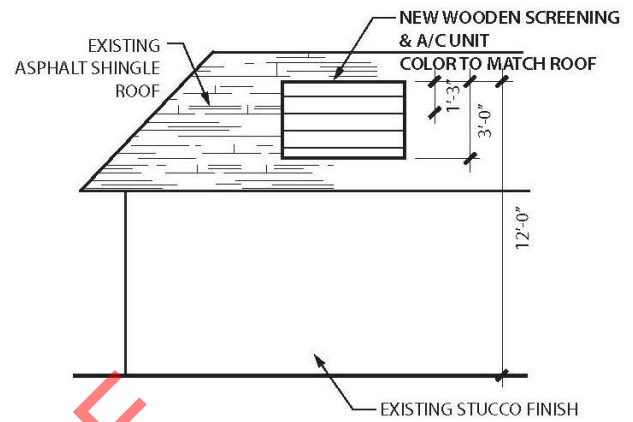 NEW WOODEN SCREENING
& A/C UNIT
COLOR TO MATCH ROOF
EXISTING
ASPHALT SHINGLE
ROOF
1'-3"
3'-0"
12'-0"
EXISTING STUCCO FINISH